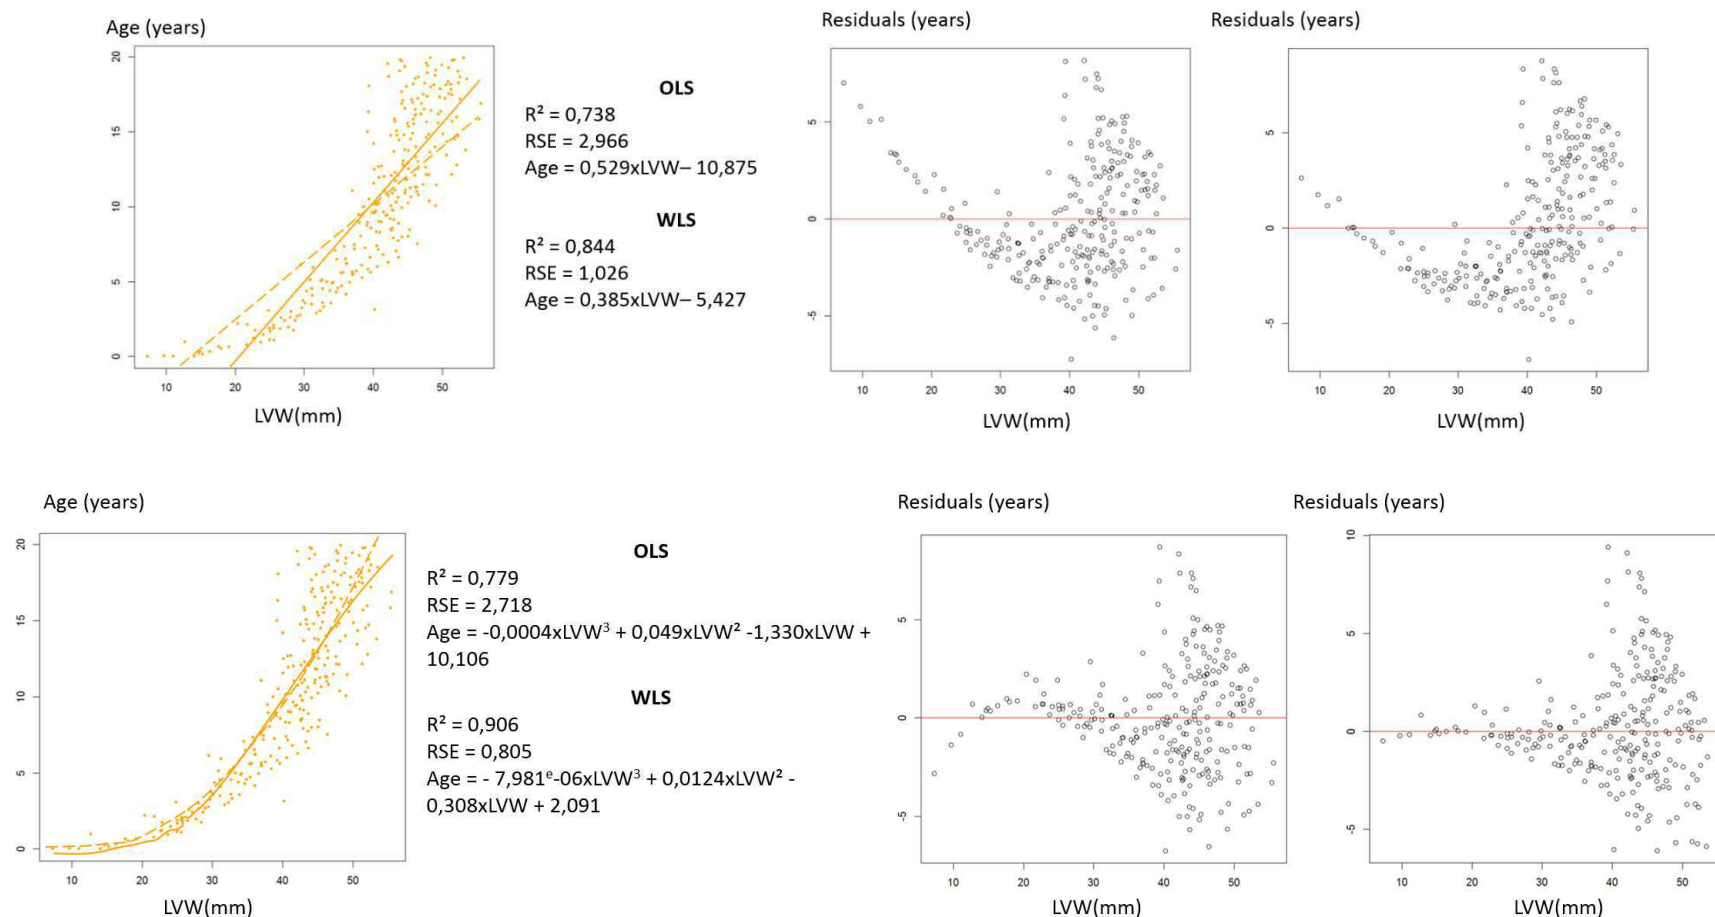 Age (years)
20
15
10
5
0
10 20 30 40 50
LVW(mm)
OLS
R² = 0,738
RSE = 2,966
Age = 0,529xLVW– 10,875
WLS
R² = 0,844
RSE = 1,026
Age = 0,385xLVW– 5,427
Residuals (years)
5
0
-5
10 20 30 40 50
LVW(mm)
Residuals (years)
5
0
-5
10 20 30 40 50
LVW(mm)
Age (years)
20
15
10
5
0
10 20 30 40 50
LVW(mm)
OLS
R² = 0,779
RSE = 2,718
Age = -0,0004xLVW³ + 0,049xLVW² -1,330xLVW +
10,106
WLS
R² = 0,906
RSE = 0,805
Age = - 7,981ᵉ-06xLVW³ + 0,0124xLVW² -
0,308xLVW + 2,091
Residuals (years)
5
0
-5
10 20 30 40 50
LVW(mm)
Residuals (years)
10
5
0
-5
10 20 30 40 50
LVW(mm)